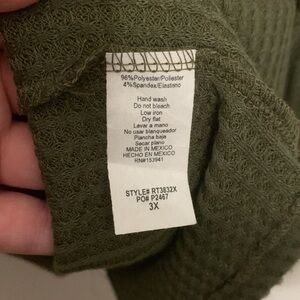 96%Polyester/Poliester
4%Spandex/Elastano
Hand wash
Do not bleach
Low iron
Dry flat
Levar a mano
No usar blanqueador
Plancha baja
Secar plano
MADE IN MEXICO
HECHO EN MEXICO
RN#153941
STYLE# RT3832X
PO# P2467
3X